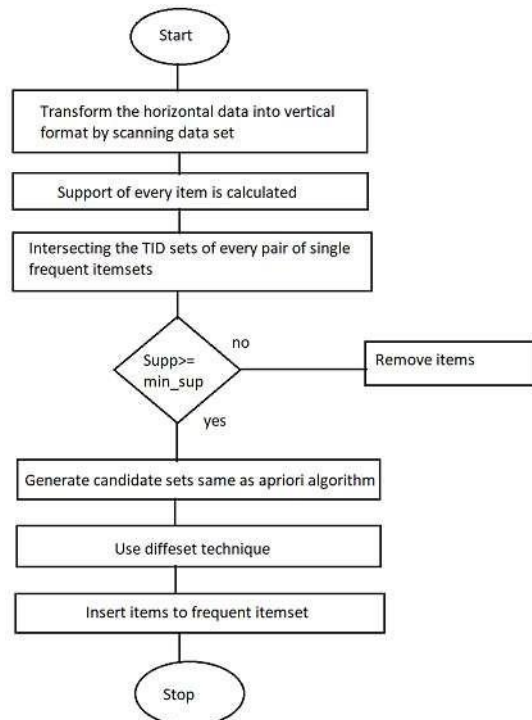 Start
Transform the horizontal data into vertical
format by scanning data set
Support of every item is calculated
Intersecting the TID sets of every pair of single
frequent itemsets
Supp>=
min_sup
no
Remove items
yes
Generate candidate sets same as apriori algorithm
Use diffeset technique
Insert items to frequent itemset
Stop